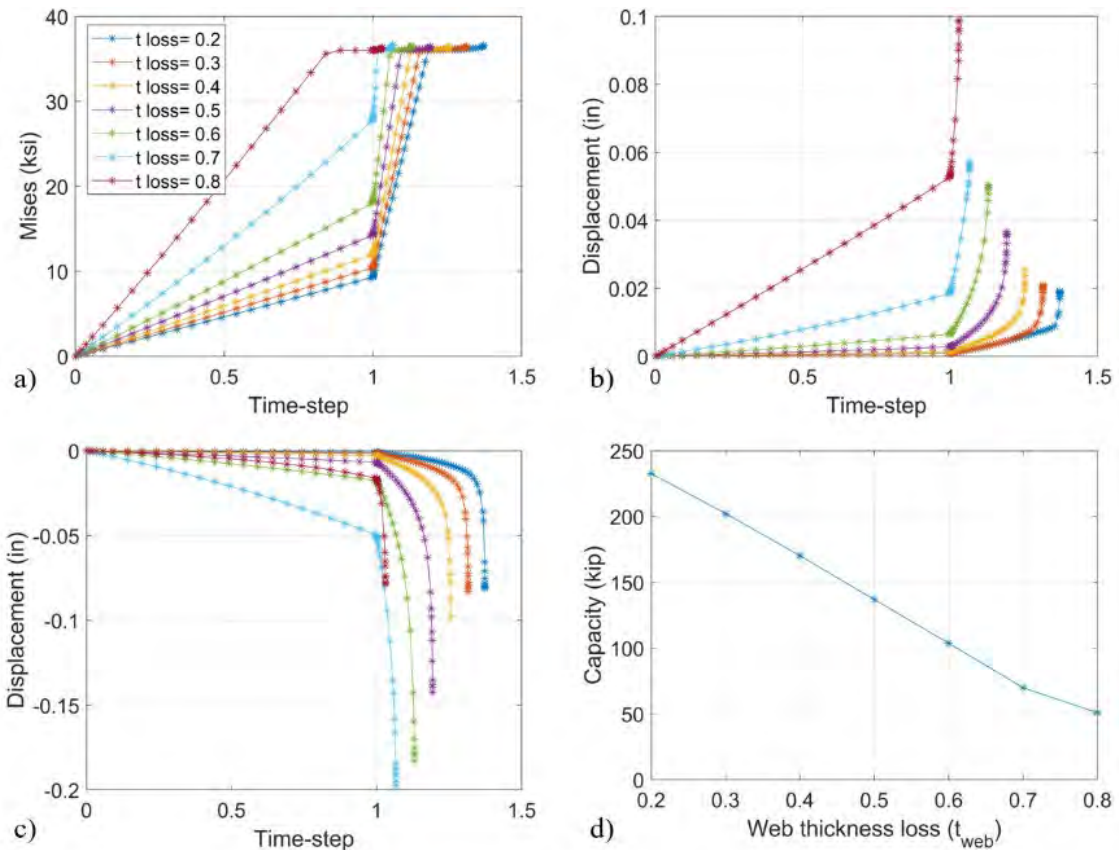 40
30
20
10
0
Mises (ksi)
t loss= 0.2
t loss= 0.3
t loss= 0.4
t loss= 0.5
t loss= 0.6
t loss= 0.7
t loss= 0.8
0 0.5 1 1.5
a) Time-step
0.1
0.08
0.06
0.04
0.02
0
Displacement (in)
0 0.5 1 1.5
b) Time-step
0
-0.05
-0.1
-0.15
-0.2
Displacement (in)
0 0.5 1 1.5
c) Time-step
250
200
150
100
50
0
Capacity (kip)
0.2 0.3 0.4 0.5 0.6 0.7 0.8
d) Web thickness loss (t_web)